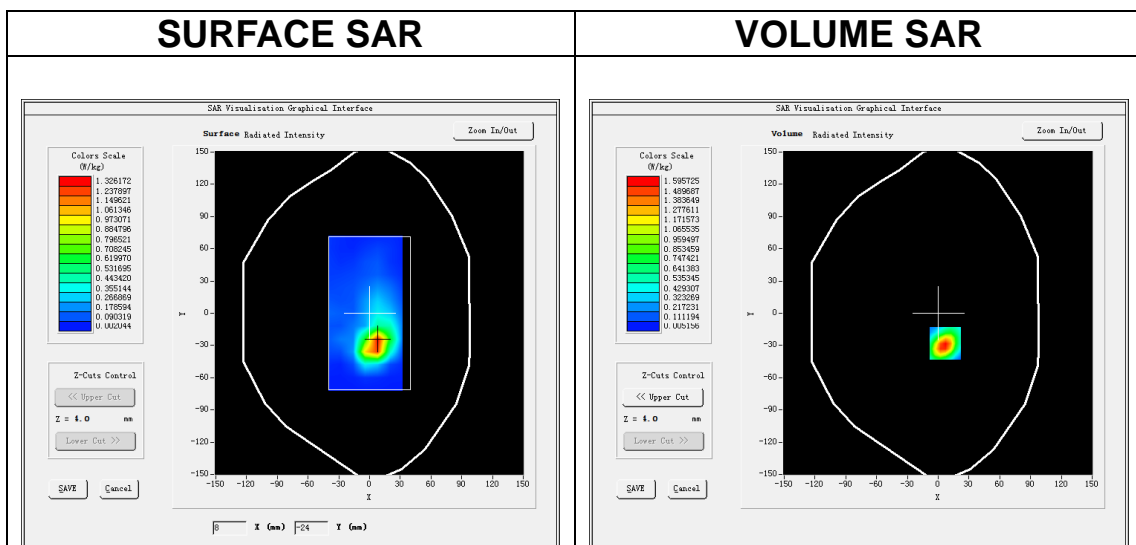 SURFACE SAR
VOLUME SAR
SAR Visualisation Graphical Interface
Surface Radiated Intensity
Zoom In/Out
Colors Scale
(W/kg)
1.326172
1.237897
1.149621
1.061346
0.973071
0.884796
0.796521
0.708245
0.619970
0.531695
0.443420
0.355144
0.266869
0.178594
0.090319
0.002044
150
120
90
60
30
0
-30
-60
-90
-120
-150
Y
-150 -120 -90 -60 -30 0 30 60 90 120 150
X
Z-Cuts Control
<< Upper Cut
Z = 4.0 mm
Lower Cut >>
SAVE Cancel
8 X (mm) -24 Y (mm)
SAR Visualisation Graphical Interface
Volume Radiated Intensity
Zoom In/Out
Colors Scale
(W/kg)
1.595725
1.489687
1.383649
1.277611
1.171573
1.065535
0.959497
0.853459
0.747421
0.641383
0.535345
0.429307
0.323269
0.217231
0.111194
0.005156
150
120
90
60
30
0
-30
-60
-90
-120
-150
Y
-150 -120 -90 -60 -30 0 30 60 90 120 150
X
Z-Cuts Control
<< Upper Cut
Z = 4.0 mm
Lower Cut >>
SAVE Cancel